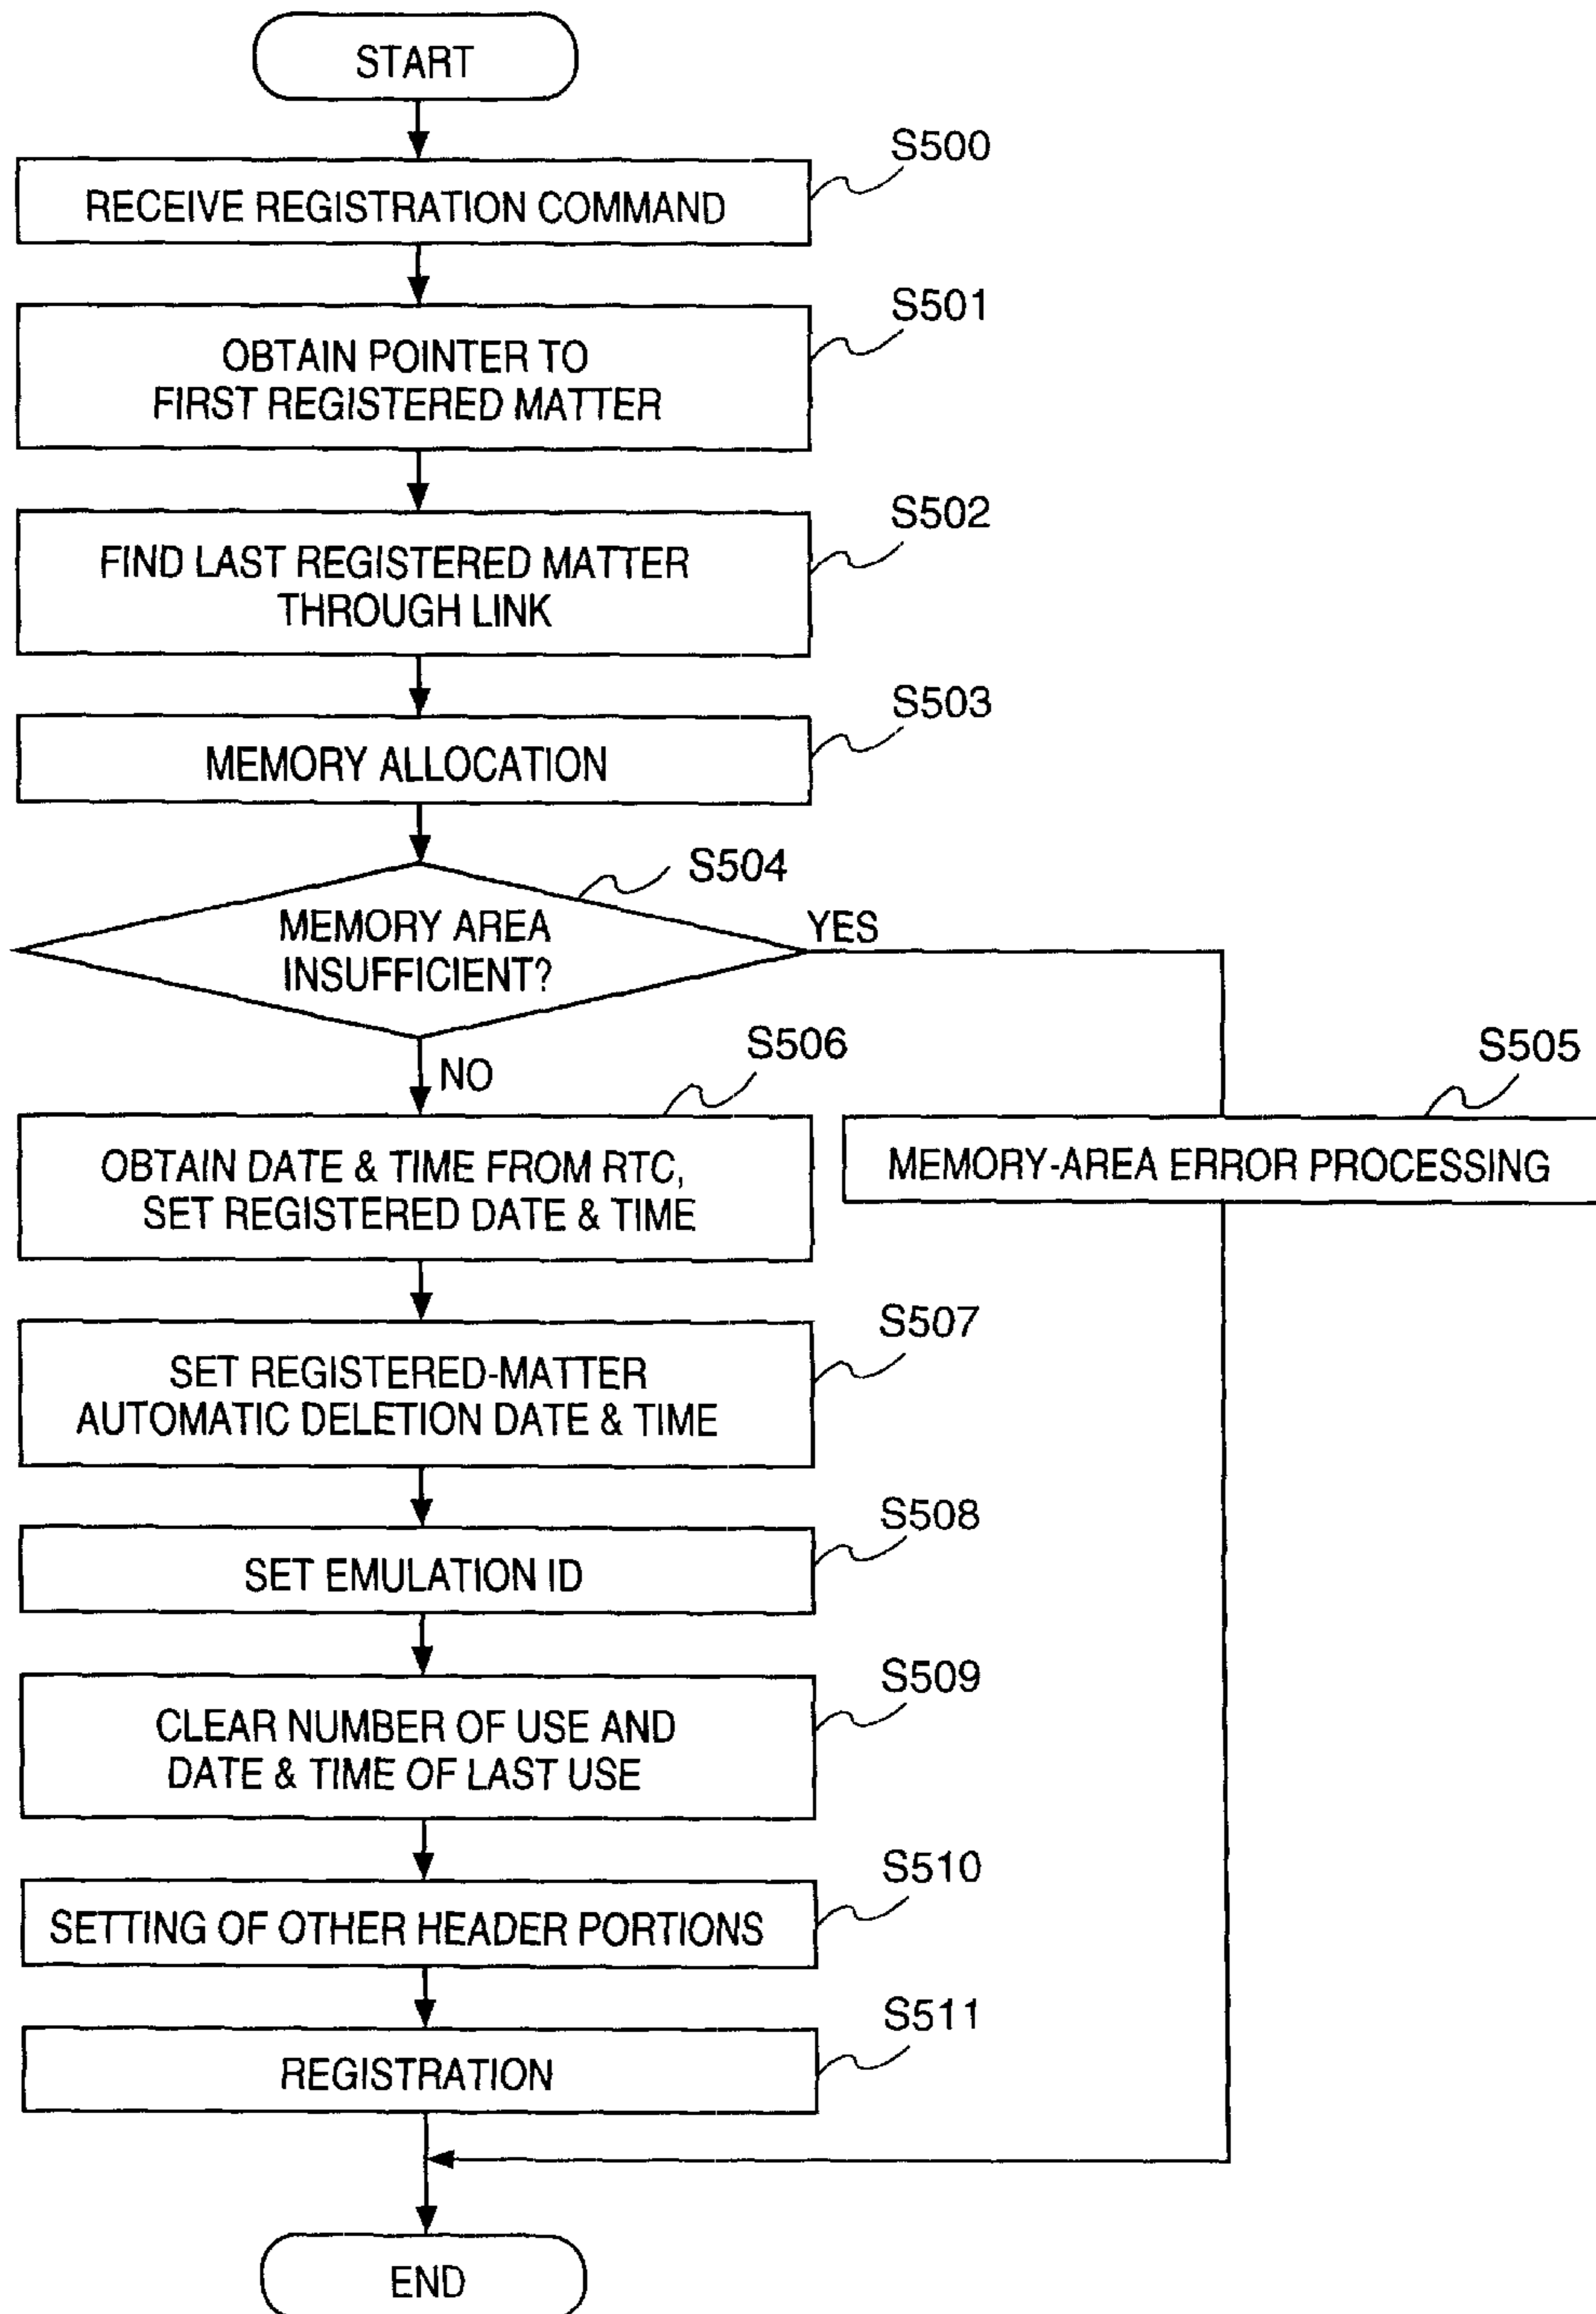 START
S500
RECEIVE REGISTRATION COMMAND
S501
OBTAIN POINTER TO
FIRST REGISTERED MATTER
S502
FIND LAST REGISTERED MATTER
THROUGH LINK
S503
MEMORY ALLOCATION
S504
MEMORY AREA
INSUFFICIENT?
YES
NO
S506
S505
OBTAIN DATE & TIME FROM RTC,
SET REGISTERED DATE & TIME
MEMORY-AREA ERROR PROCESSING
S507
SET REGISTERED-MATTER
AUTOMATIC DELETION DATE & TIME
S508
SET EMULATION ID
S509
CLEAR NUMBER OF USE AND
DATE & TIME OF LAST USE
S510
SETTING OF OTHER HEADER PORTIONS
S511
REGISTRATION
END